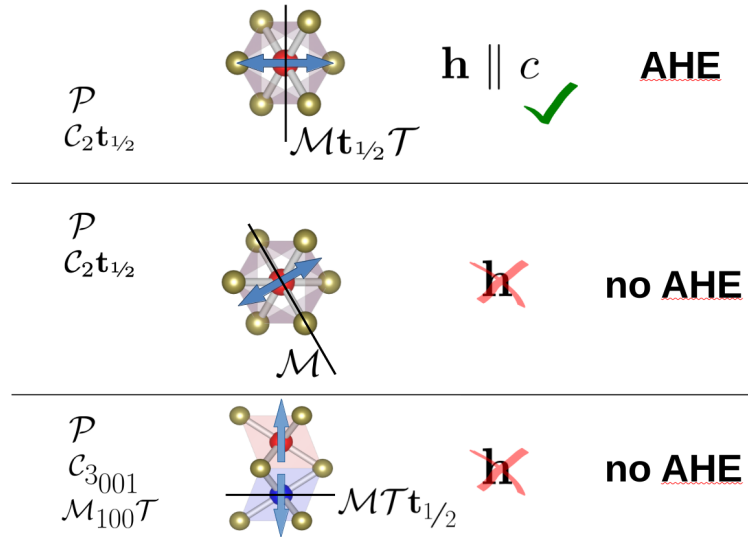 𝒫
𝒞₂𝐭₁/₂
ℳ𝐭₁/₂𝒯
𝐡 ∥ c
AHE
𝒫
𝒞₂𝐭₁/₂
ℳ
𝐡
no AHE
𝒫
𝒞₃₀₀₁
ℳ₁₀₀𝒯
ℳ𝒯𝐭₁/₂
𝐡
no AHE